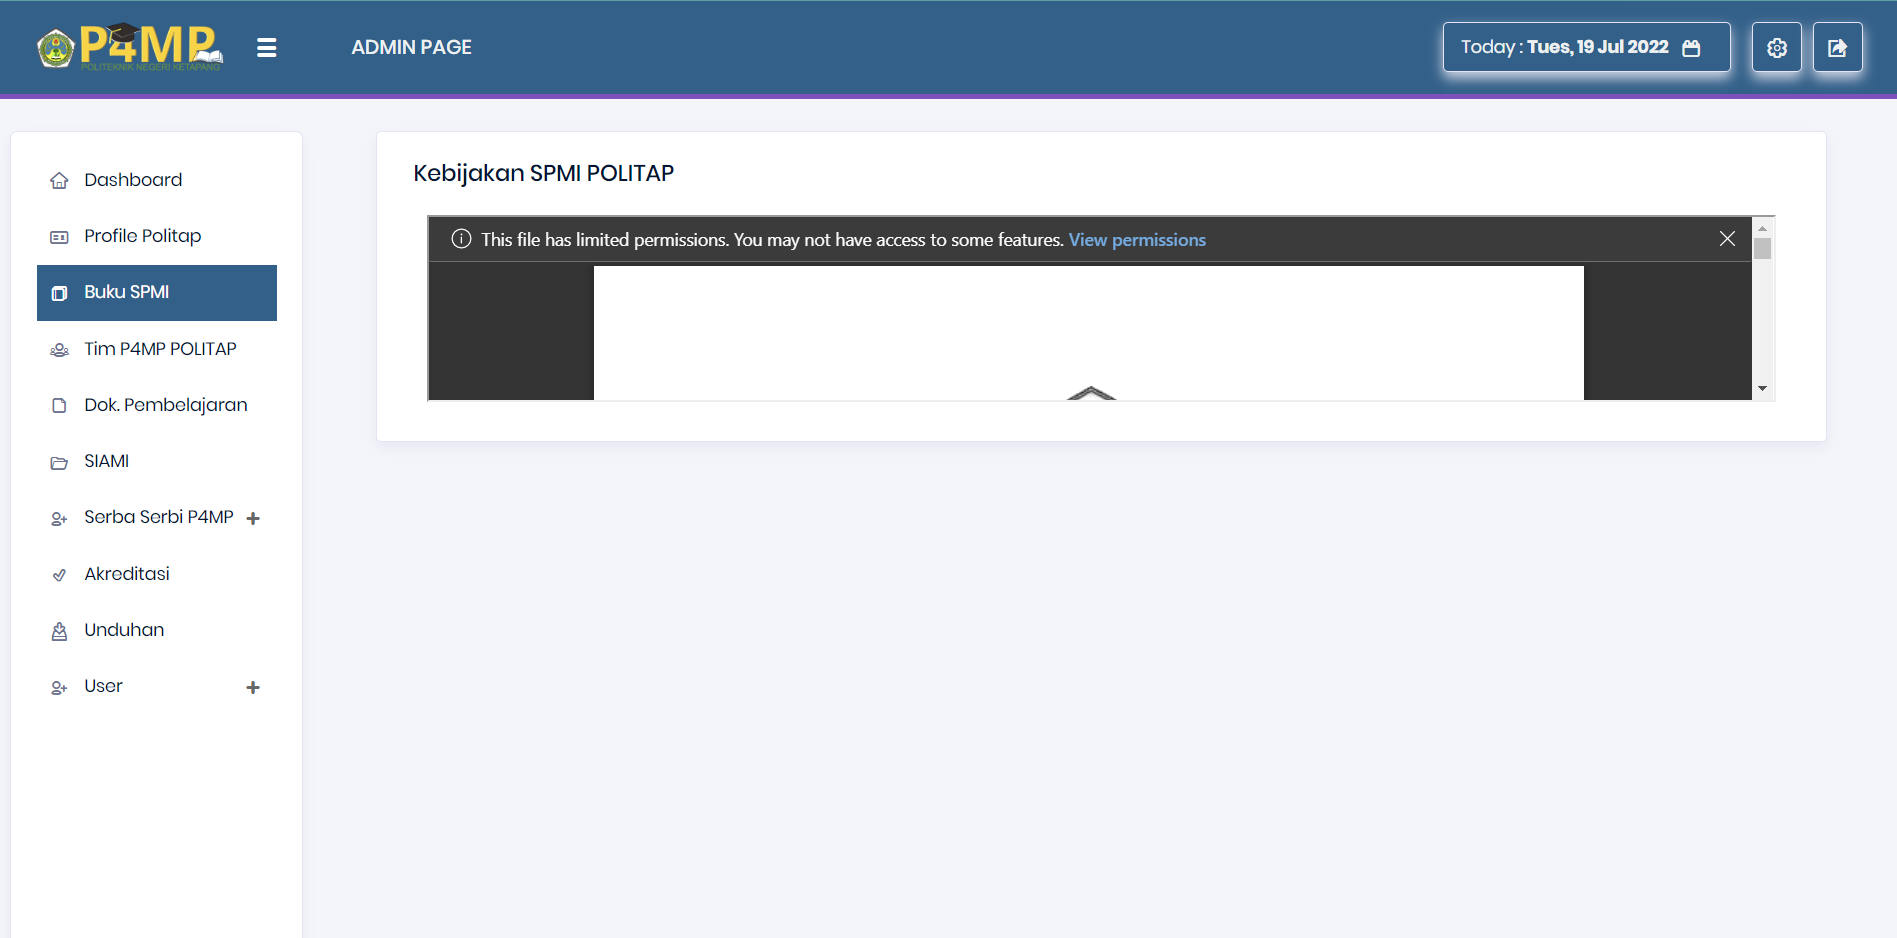 P4MP
POLITEKNIK NEGERI KETAPANG
ADMIN PAGE
Today : Tues, 19 Jul 2022
Dashboard
Profile Politap
Buku SPMI
Tim P4MP POLITAP
Dok. Pembelajaran
SIAMI
Serba Serbi P4MP
Akreditasi
Unduhan
User
Kebijakan SPMI POLITAP
This file has limited permissions. You may not have access to some features. View permissions